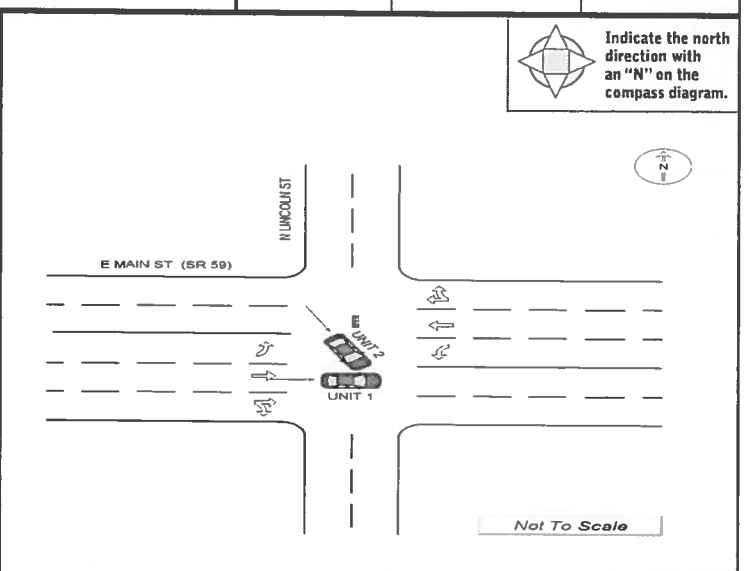 Indicate the north
direction with
an "N" on the
compass diagram.
N
N LINCOLN ST
E MAIN ST (SR 59)
UNIT 2
UNIT 1
Not To Scale